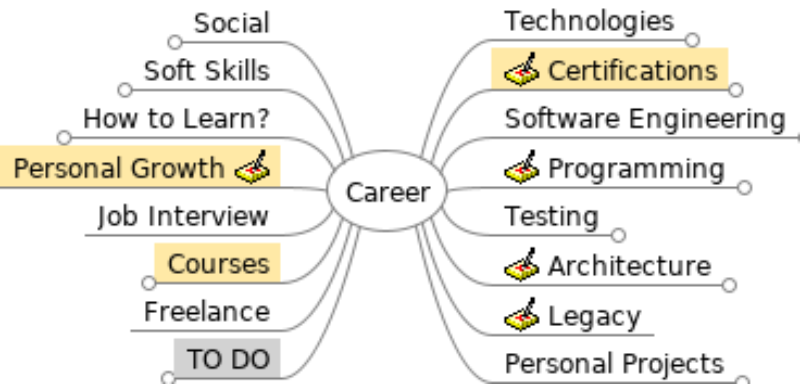 Social
Soft Skills
How to Learn?
Personal Growth
Job Interview
Courses
Freelance
TO DO
Career
Technologies
Certifications
Software Engineering
Programming
Testing
Architecture
Legacy
Personal Projects